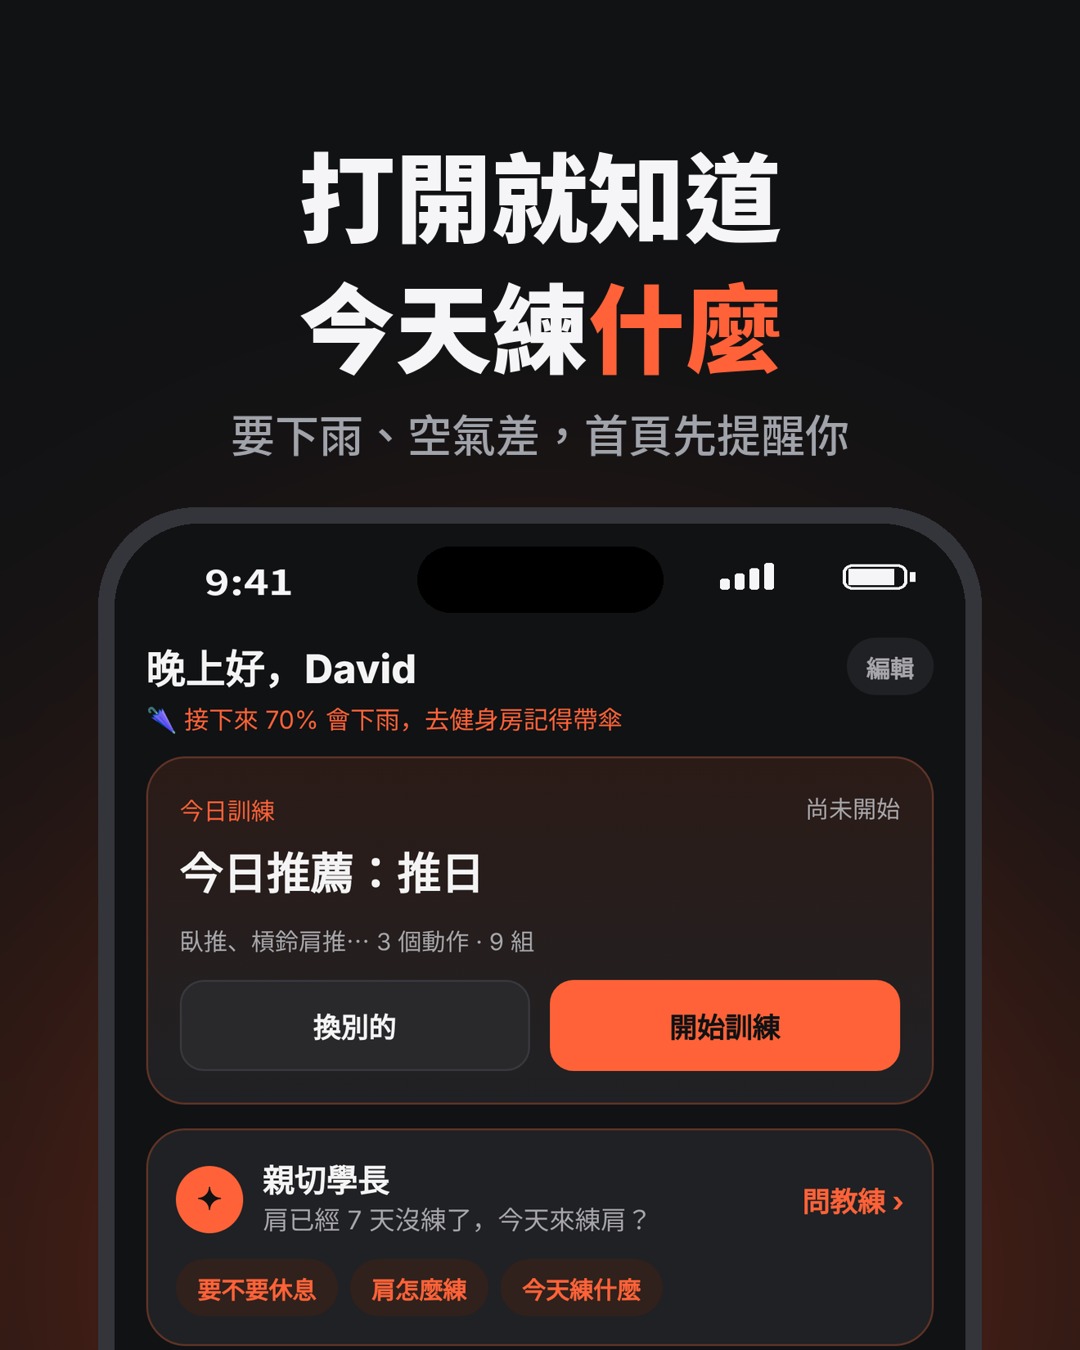 打開就知道
今天練什麼
要下雨、空氣差，首頁先提醒你
9:41
晚上好，David
編輯
接下來 70% 會下雨，去健身房記得帶傘
今日訓練
尚未開始
今日推薦：推日
臥推、槓鈴肩推… 3 個動作 · 9 組
換別的
開始訓練
親切學長
肩已經 7 天沒練了，今天來練肩？
問教練 ›
要不要休息
肩怎麼練
今天練什麼